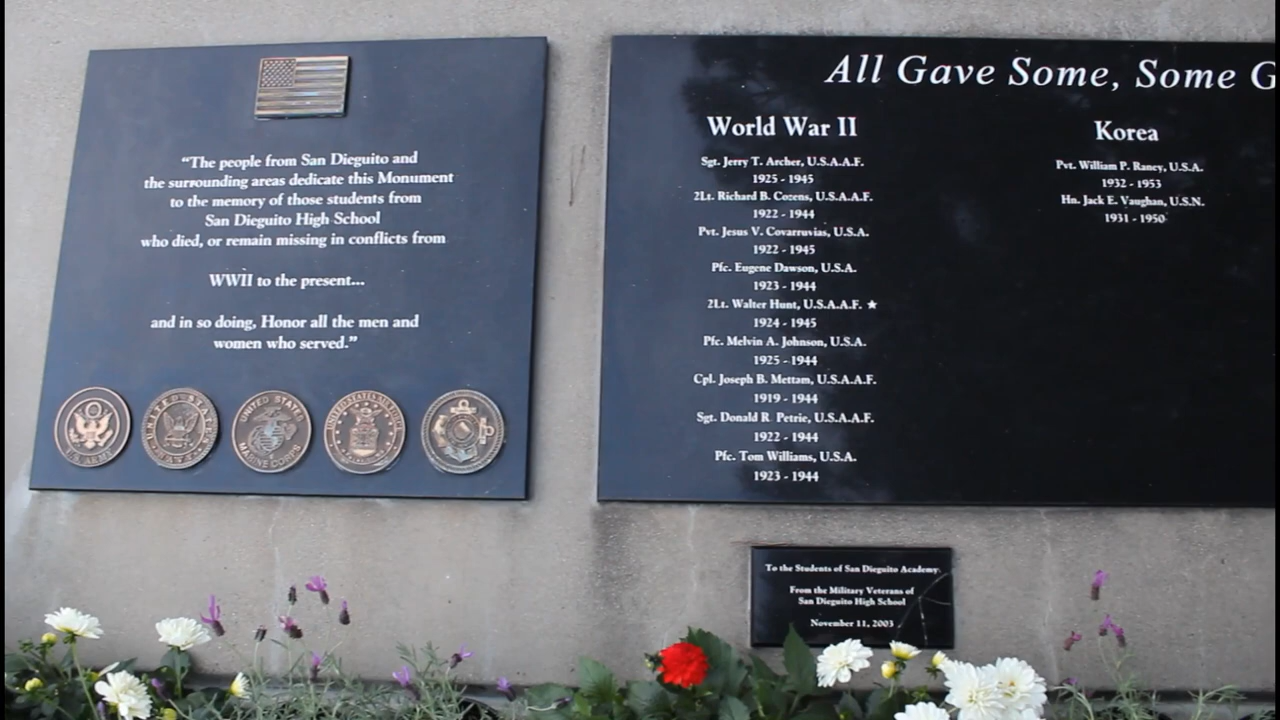 "The people from San Dieguito and
the surrounding areas dedicate this Monument
to the memory of those students from
San Dieguito High School
who died, or remain missing in conflicts from
WWII to the present...
and in so doing, Honor all the men and
women who served."
U.S. ARMY
UNITED STATES
NAVY
UNITED STATES
MARINE CORPS
UNITED STATES AIR FORCE
All Gave Some, Some G
World War II
Sgt. Jerry T. Archer, U.S.A.A.F.
1925 - 1945
2Lt. Richard B. Cozens, U.S.A.A.F.
1922 - 1944
Pvt. Jesus V. Covarruvias, U.S.A.
1922 - 1945
Pfc. Eugene Dawson, U.S.A.
1923 - 1944
2Lt. Walter Hunt, U.S.A.A.F. ★
1924 - 1945
Pfc. Melvin A. Johnson, U.S.A.
1925 - 1944
Cpl. Joseph B. Mettam, U.S.A.A.F.
1919 - 1944
Sgt. Donald R Petrie, U.S.A.A.F.
1922 - 1944
Pfc. Tom Williams, U.S.A.
1923 - 1944
Korea
Pvt. William P. Raney, U.S.A.
1932 - 1953
Hn. Jack E. Vaughan, U.S.N.
1931 - 1950
To the Students of San Dieguito Academy
From the Military Veterans of
San Dieguito High School
November 11, 2003